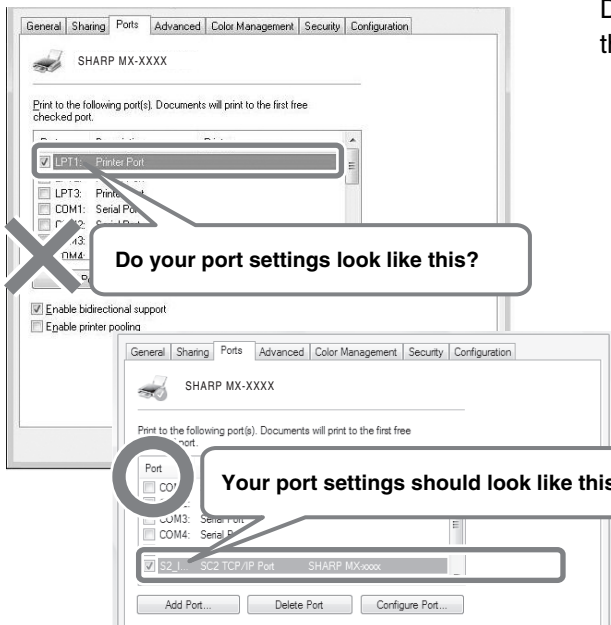 General Sharing Ports Advanced Color Management Security Configuration
SHARP MX-XXXX
Print to the following port(s). Documents will print to the first free
checked port.
LPT1: Printer Port
LPT3:
COM1: Serial
Do your port settings look like this?
Enable bidirectional support
Enable printer pooling
General Sharing Ports Advanced Color Management Security Configuration
SHARP MX-XXXX
Print to the following port(s). Documents will print to the first free
port.
Port
Your port settings should look like this
COM3: Serial Port
COM4: Serial
S2_I... SC2 TCP/IP Port SHARP MX-xxxx
Add Port... Delete Port Configure Port...